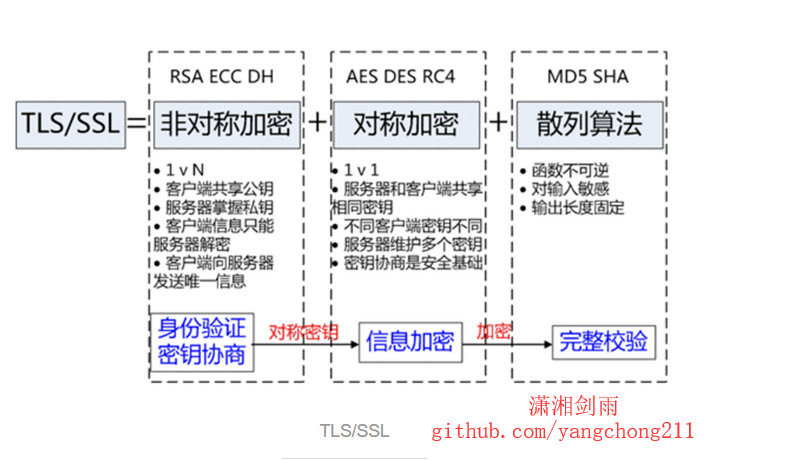 RSA ECC DH
AES DES RC4
MD5 SHA
TLS/SSL=非对称加密+对称加密+散列算法
• 1 v N
• 客户端共享公钥
• 服务器掌握私钥
• 客户端信息只能
服务器解密
• 客户端向服务器
发送唯一信息
• 1 v 1
• 服务器和客户端共享
相同密钥
• 不同客户端密钥不同
• 服务器维护多个密钥
• 密钥协商是安全基础
• 函数不可逆
• 对输入敏感
• 输出长度固定
身份验证
密钥协商
对称密钥
信息加密
加密
完整校验
TLS/SSL
潇湘剑雨
github.com/yangchong211